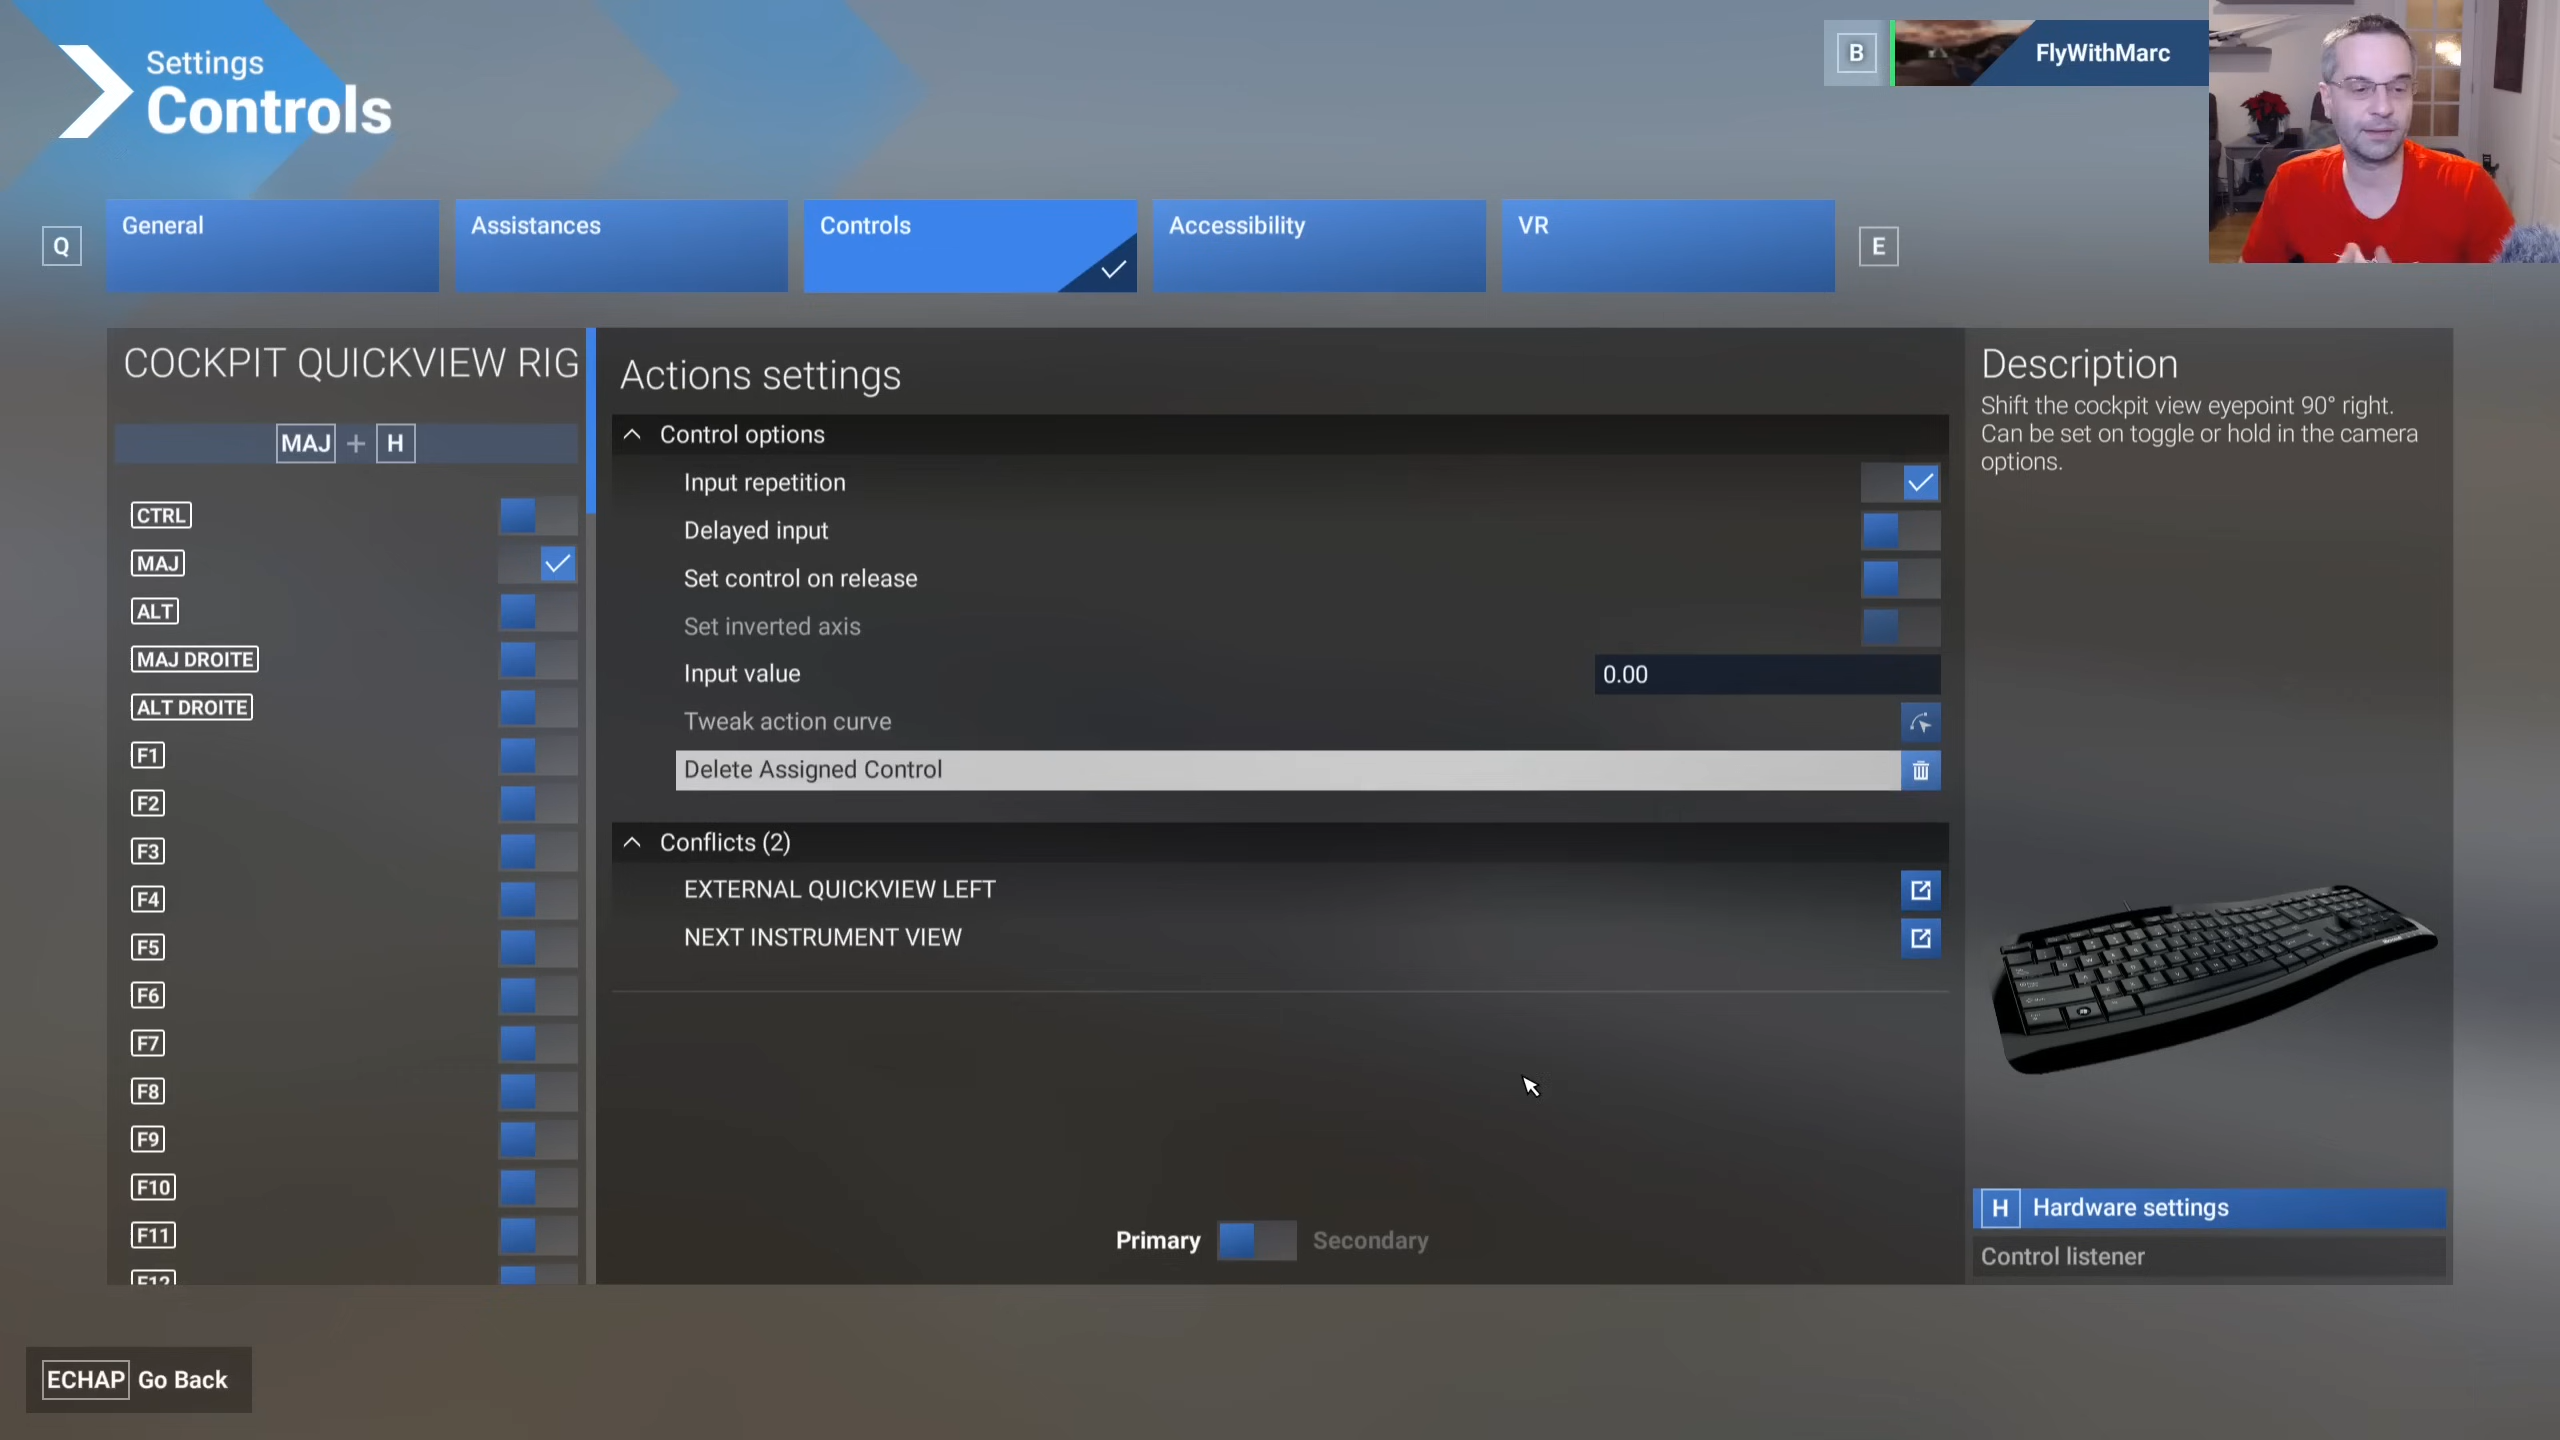 Settings
Controls
B
FlyWithMarc
Q
General
Assistances
Controls
Accessibility
VR
E
COCKPIT QUICKVIEW RIG
MAJ + H
CTRL
MAJ
ALT
MAJ DROITE
ALT DROITE
F1
F2
F3
F4
F5
F6
F7
F8
F9
F10
F11
F12
Actions settings
Control options
Input repetition
Delayed input
Set control on release
Set inverted axis
Input value 0.00
Tweak action curve
Delete Assigned Control
Conflicts (2)
EXTERNAL QUICKVIEW LEFT
NEXT INSTRUMENT VIEW
Primary Secondary
Description
Shift the cockpit view eyepoint 90° right.
Can be set on toggle or hold in the camera
options.
H Hardware settings
Control listener
ECHAP Go Back